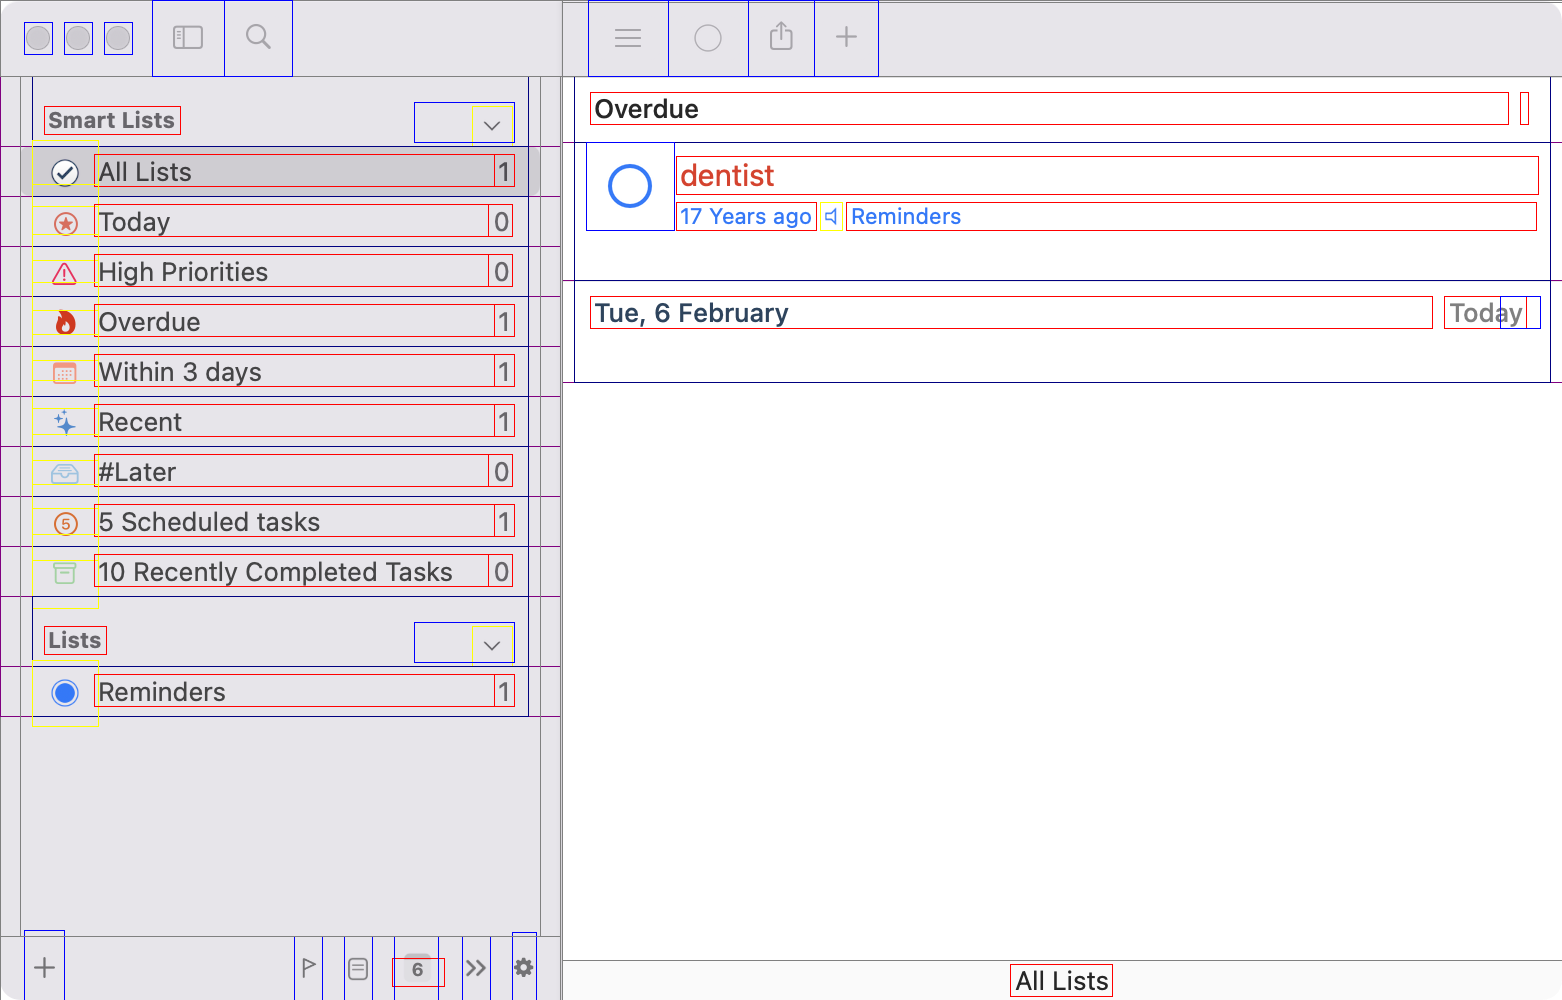 Smart Lists
All Lists 1
Today 0
High Priorities 0
Overdue 1
Within 3 days 1
Recent 1
#Later 0
5 5 Scheduled tasks 1
10 Recently Completed Tasks 0
Lists
Reminders 1
6
Overdue
dentist
17 Years ago Reminders
Tue, 6 February Today
All Lists